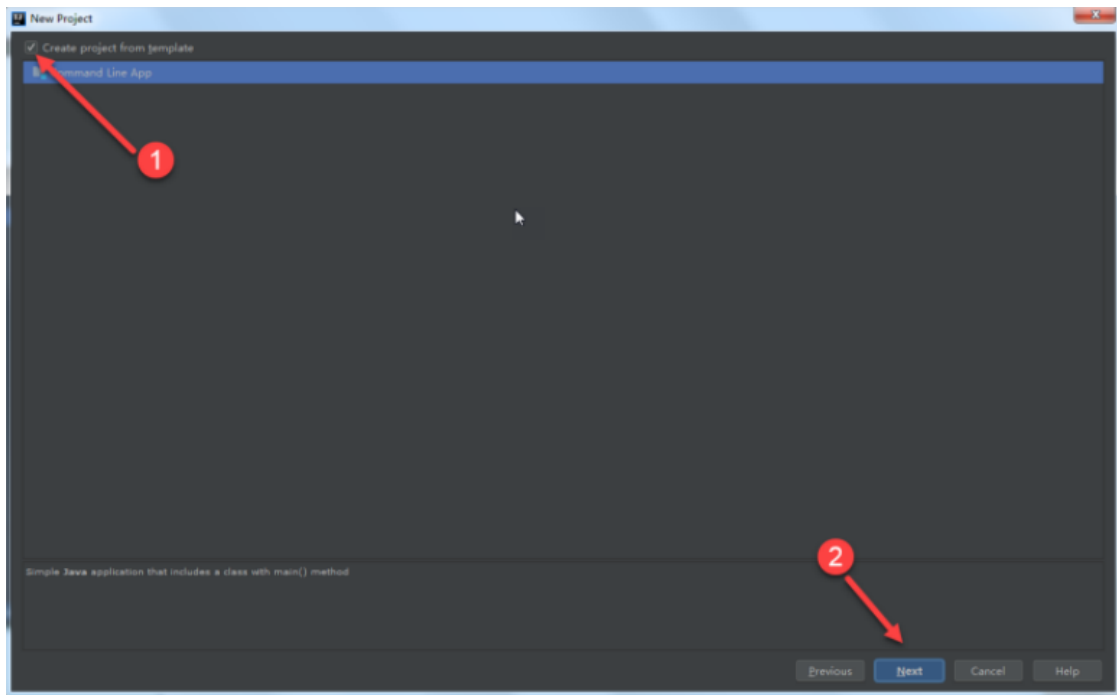 New Project
Create project from template
Command Line App
1
2
Simple Java application that includes a class with main() method
Previous Next Cancel Help